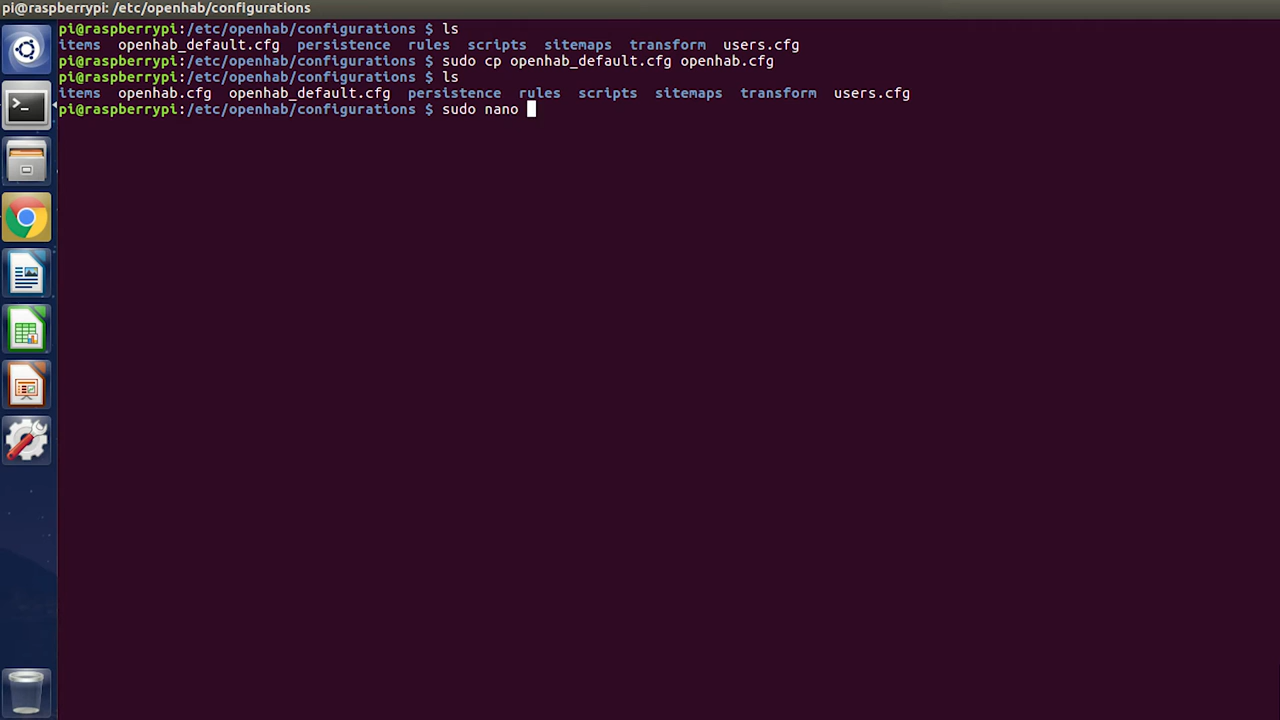 pi@raspberrypi: /etc/openhab/configurations
pi@raspberrypi:/etc/openhab/configurations $ ls
items  openhab_default.cfg  persistence  rules  scripts  sitemaps  transform  users.cfg
pi@raspberrypi:/etc/openhab/configurations $ sudo cp openhab_default.cfg openhab.cfg
pi@raspberrypi:/etc/openhab/configurations $ ls
items  openhab.cfg  openhab_default.cfg  persistence  rules  scripts  sitemaps  transform  users.cfg
pi@raspberrypi:/etc/openhab/configurations $ sudo nano